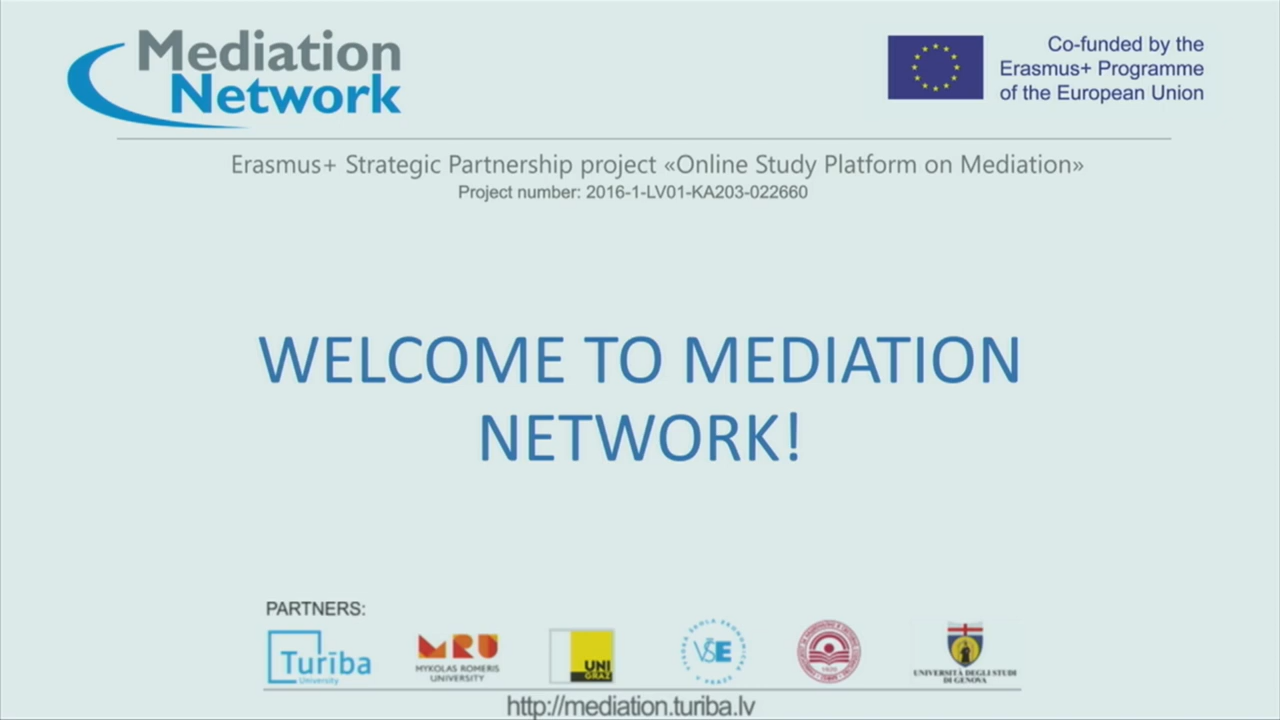 Mediation
Network
Co-funded by the
Erasmus+ Programme
of the European Union
Erasmus+ Strategic Partnership project «Online Study Platform on Mediation»
Project number: 2016-1-LV01-KA203-022660
WELCOME TO MEDIATION
NETWORK!
PARTNERS:
Turība
University
MRU
MYKOLAS ROMERIS
UNIVERSITY
UNI
GRAZ
VŠE
UNIVERSITÀ DEGLI STUDI
DI GENOVA
http://mediation.turiba.lv